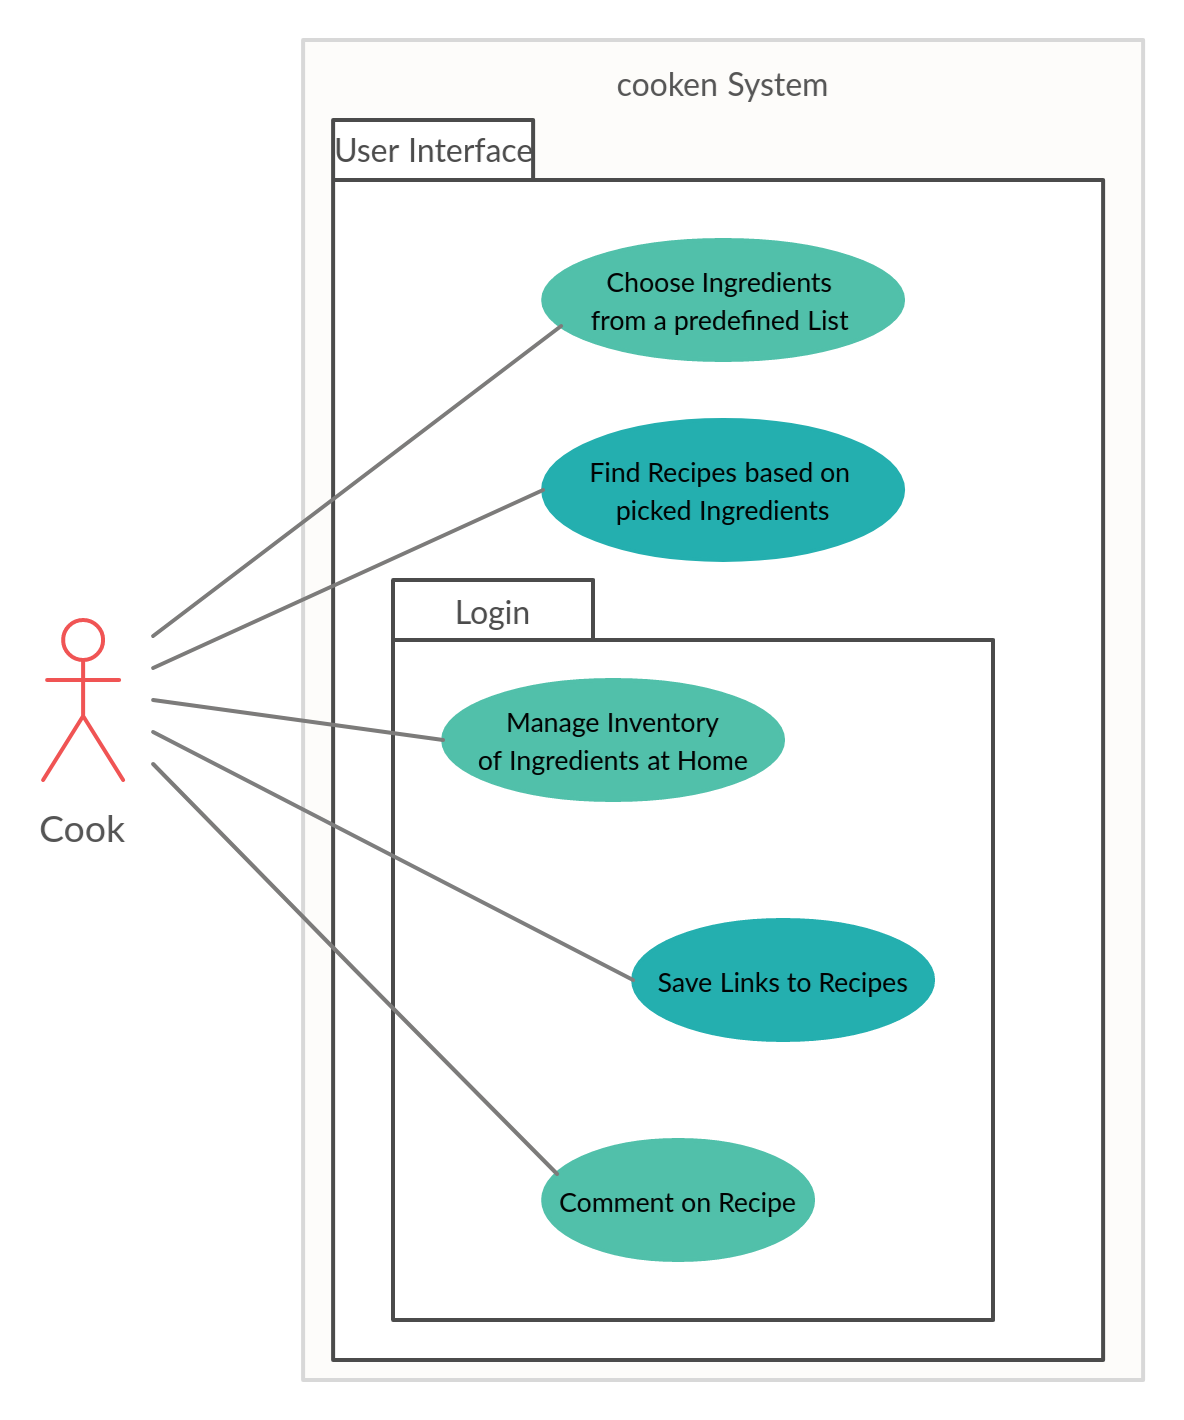 cooken System
User Interface
Choose Ingredients
from a predefined List
Find Recipes based on
picked Ingredients
Login
Manage Inventory
of Ingredients at Home
Cook
Save Links to Recipes
Comment on Recipe